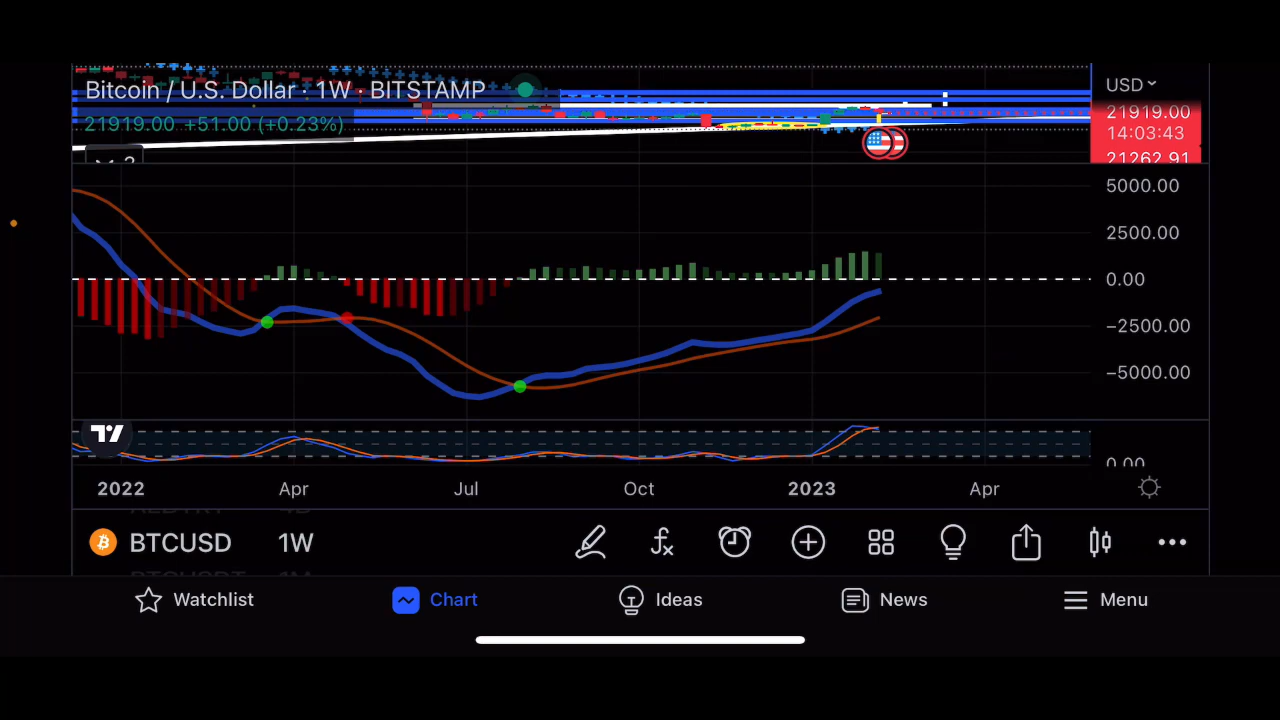 Bitcoin / U.S. Dollar · 1W · BITSTAMP
USD
21919.00 +51.00 (+0.23%)
21919.00
14:03:43
21262.91
2
5000.00
2500.00
0.00
−2500.00
−5000.00
0.00
2022 Apr Jul Oct 2023 Apr
BTCUSD 1W
Watchlist Chart Ideas News Menu